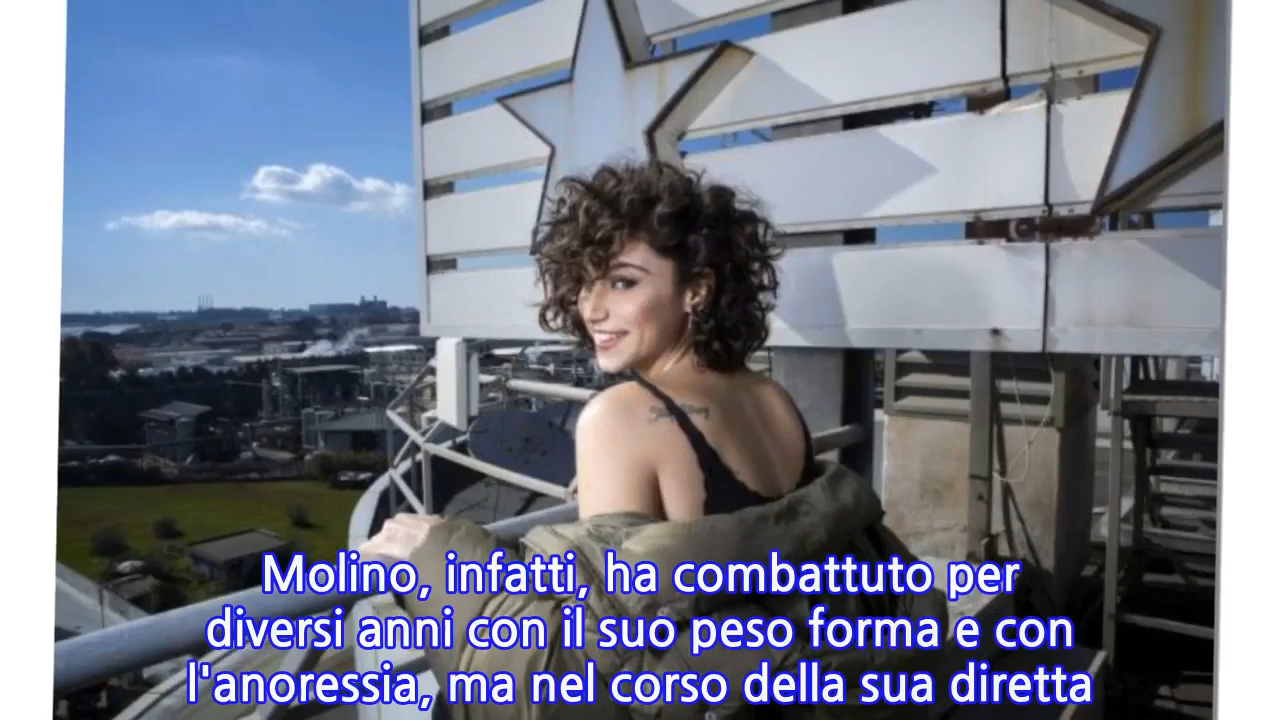 Molino, infatti, ha combattuto per
diversi anni con il suo peso forma e con
l'anoressia, ma nel corso della sua diretta